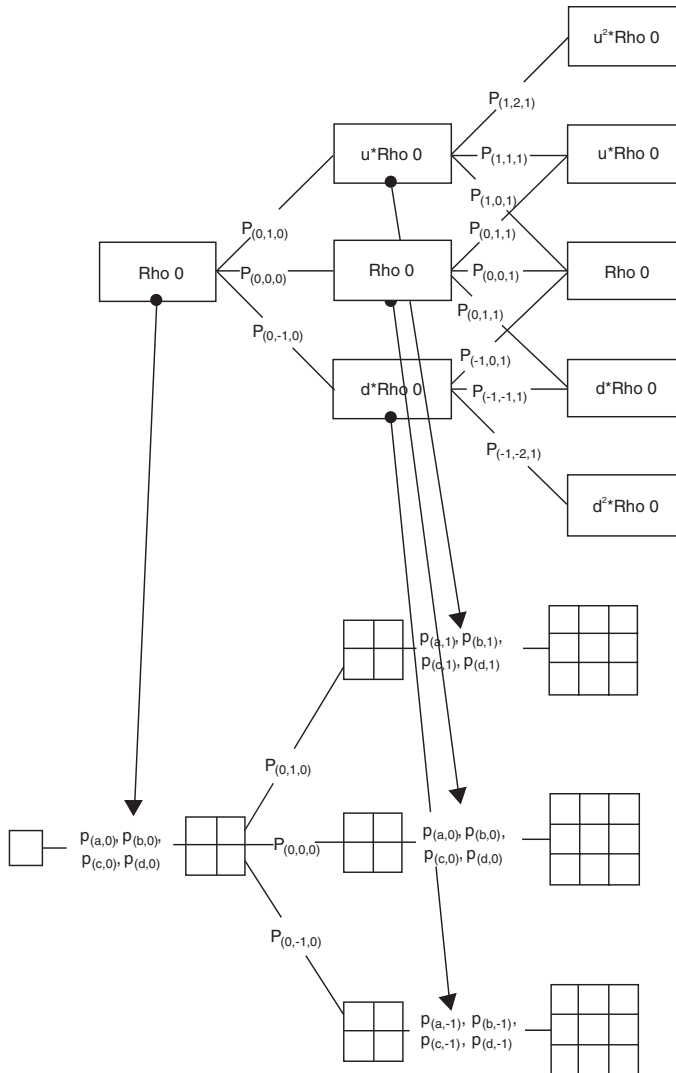 u²*Rho 0
P(1,2,1)
u*Rho 0
P(1,1,1)
u*Rho 0
P(1,0,1)
P(0,1,0)
P(0,1,1)
Rho 0
P(0,0,0)
Rho 0
P(0,0,1)
Rho 0
P(0,1,1)
P(0,-1,0)
P(-1,0,1)
d*Rho 0
P(-1,-1,1)
d*Rho 0
P(-1,-2,1)
d²*Rho 0
p(a,1), p(b,1),
p(c,1), p(d,1)
P(0,1,0)
p(a,0), p(b,0),
p(c,0), p(d,0)
P(0,0,0)
p(a,0), p(b,0),
p(c,0), p(d,0)
P(0,-1,0)
p(a,-1), p(b,-1),
p(c,-1), p(d,-1)